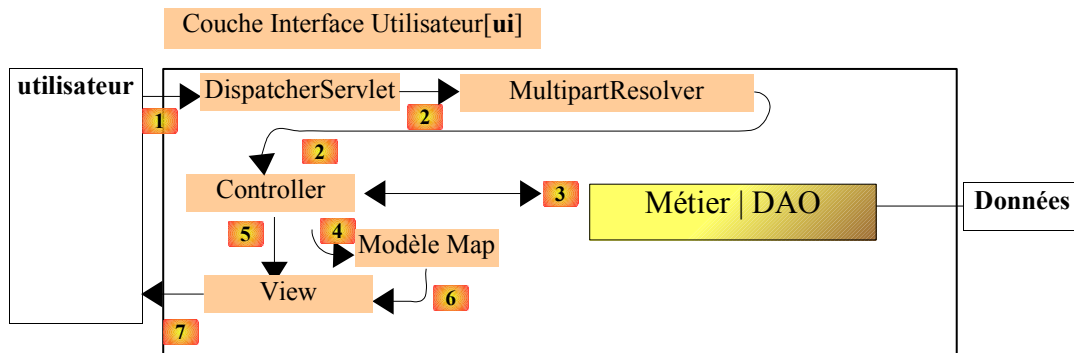 Couche Interface Utilisateur[ui]
utilisateur
DispatcherServlet
MultipartResolver
1
2
2
Controller
3
Métier | DAO
Données
5
4
Modèle Map
View
6
7